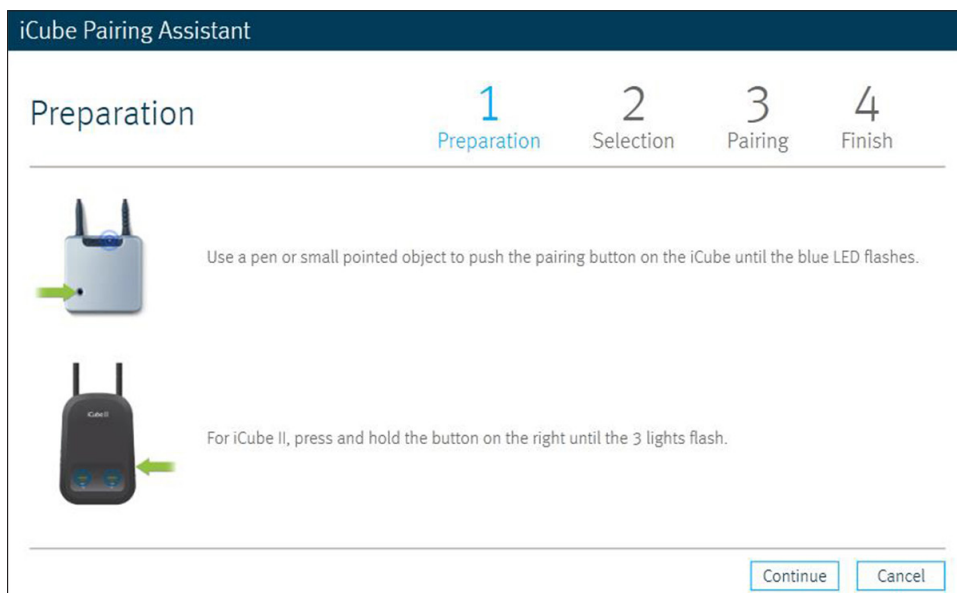 iCube Pairing Assistant
Preparation
1 2 3 4
Preparation Selection Pairing Finish
Use a pen or small pointed object to push the pairing button on the iCube until the blue LED flashes.
iCube II
For iCube II, press and hold the button on the right until the 3 lights flash.
Continue Cancel